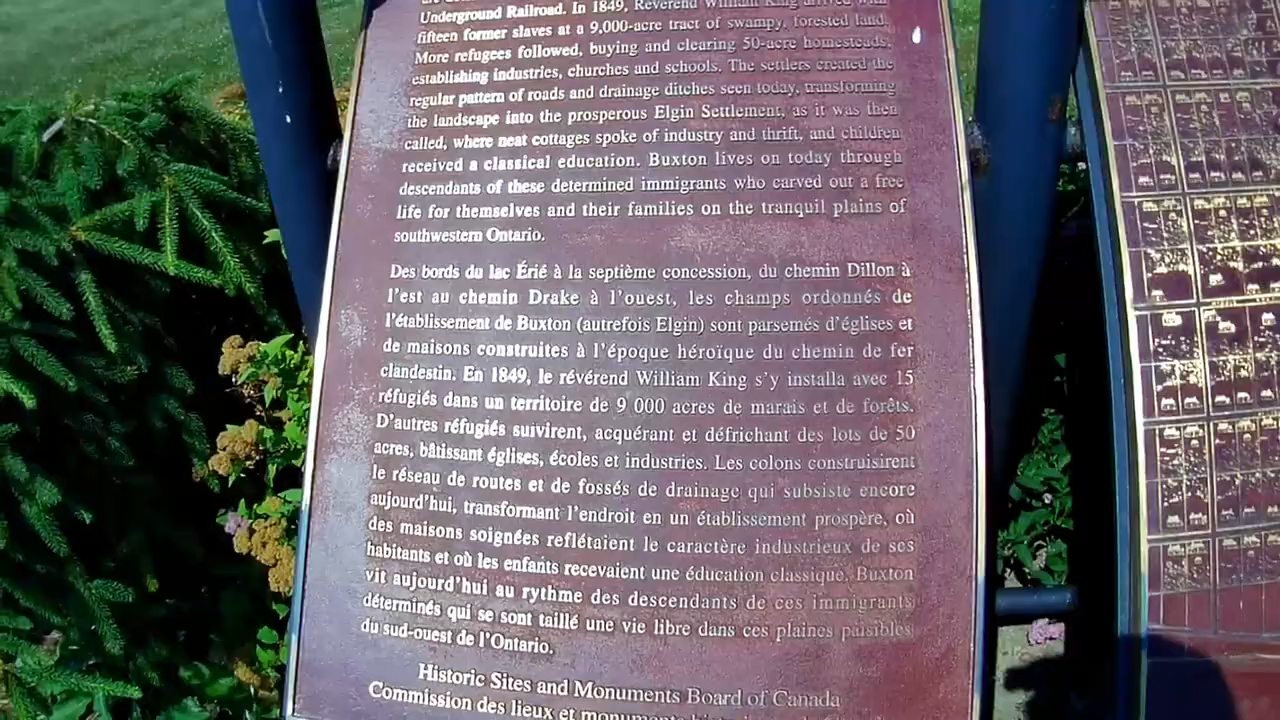 Underground Railroad. In 1849, Reverend William King arrived with
fifteen former slaves at a 9,000-acre tract of swampy, forested land.
More refugees followed, buying and clearing 50-acre homesteads,
establishing industries, churches and schools. The settlers created the
regular pattern of roads and drainage ditches seen today, transforming
the landscape into the prosperous Elgin Settlement, as it was then
called, where neat cottages spoke of industry and thrift, and children
received a classical education. Buxton lives on today through
descendants of these determined immigrants who carved out a free
life for themselves and their families on the tranquil plains of
southwestern Ontario.
Des bords du lac Érié à la septième concession, du chemin Dillon à
l'est au chemin Drake à l'ouest, les champs ordonnés de
l'établissement de Buxton (autrefois Elgin) sont parsemés d'églises et
de maisons construites à l'époque héroïque du chemin de fer
clandestin. En 1849, le révérend William King s'y installa avec 15
réfugiés dans un territoire de 9 000 acres de marais et de forêts.
D'autres réfugiés suivirent, acquérant et défrichant des lots de 50
acres, bâtissant églises, écoles et industries. Les colons construisirent
le réseau de routes et de fossés de drainage qui subsiste encore
aujourd'hui, transformant l'endroit en un établissement prospère, où
des maisons soignées reflétaient le caractère industrieux de ses
habitants et où les enfants recevaient une éducation classique. Buxton
vit aujourd'hui au rythme des descendants de ces immigrants
déterminés qui se sont taillé une vie libre dans ces plaines paisibles
du sud-ouest de l'Ontario.
Historic Sites and Monuments Board of Canada
Commission des lieux et monuments